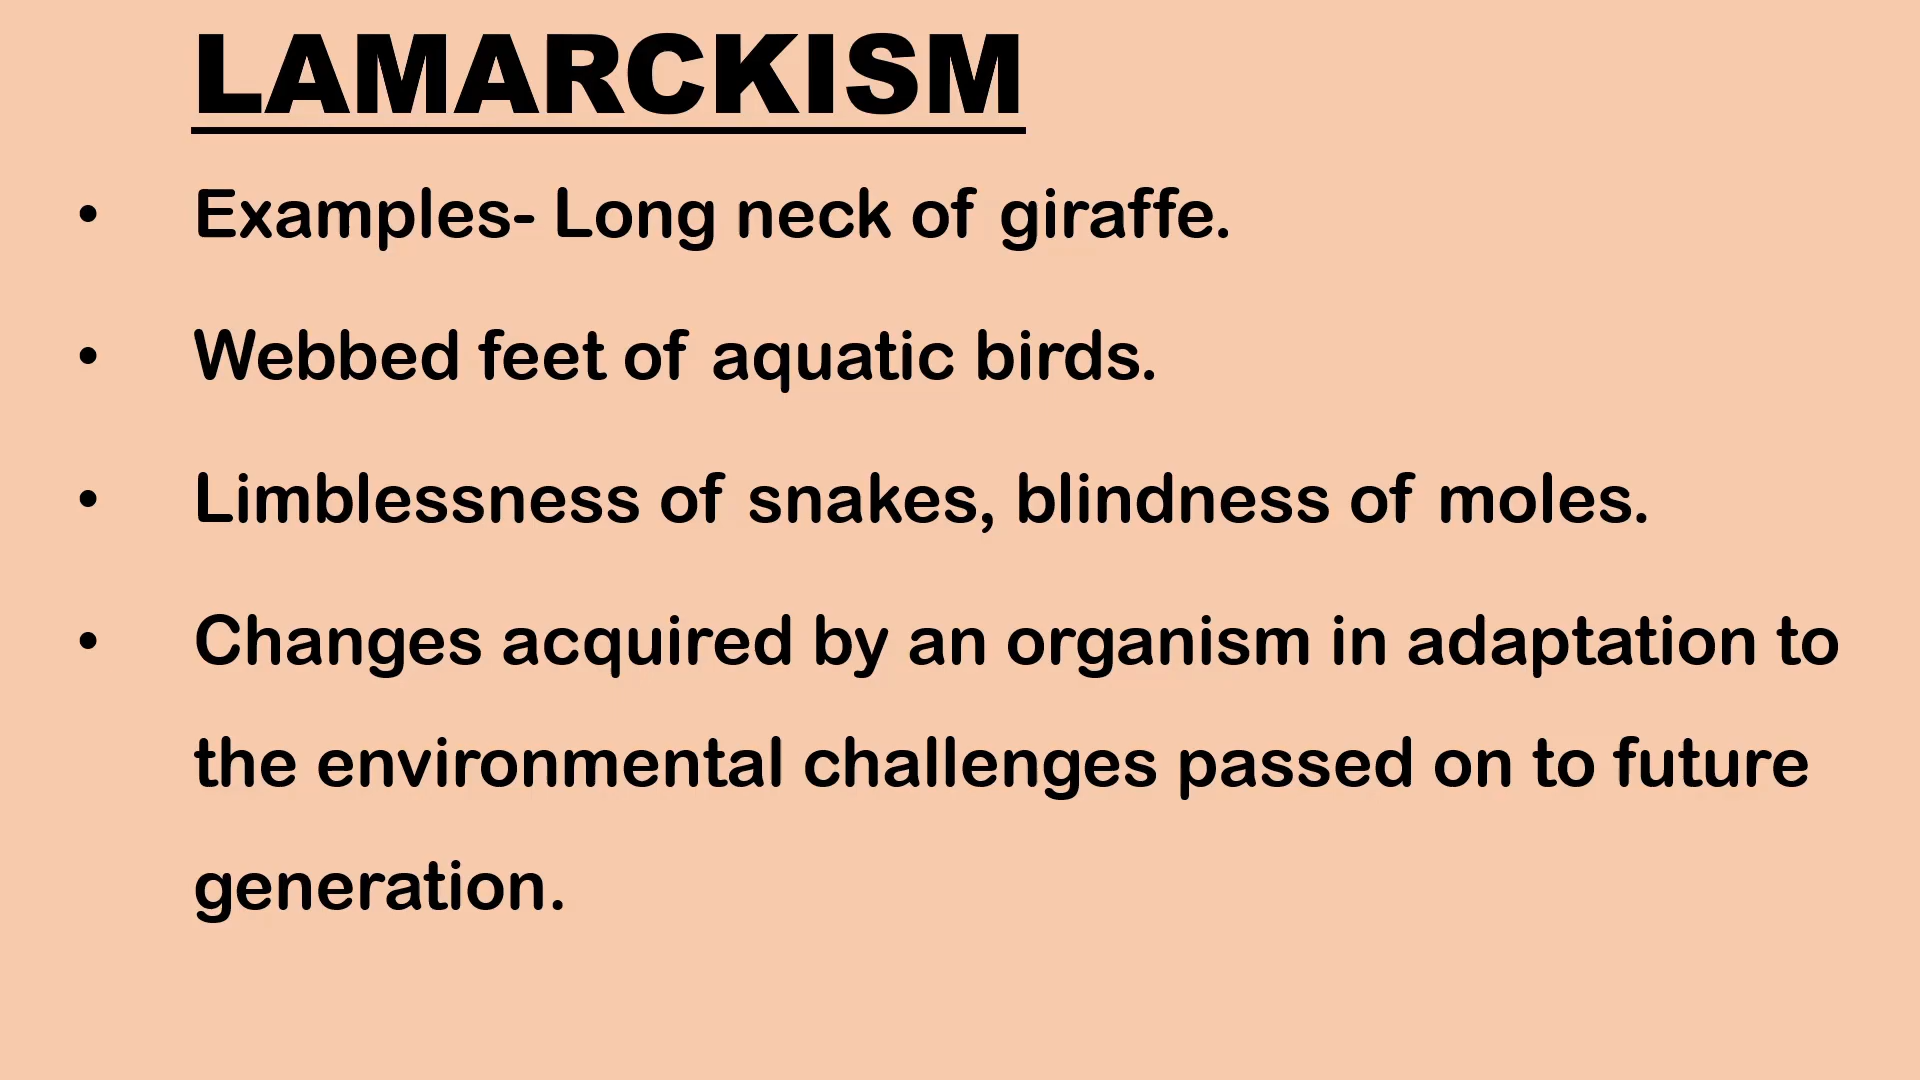 LAMARCKISM
• Examples- Long neck of giraffe.
• Webbed feet of aquatic birds.
• Limblessness of snakes, blindness of moles.
• Changes acquired by an organism in adaptation to
the environmental challenges passed on to future
generation.